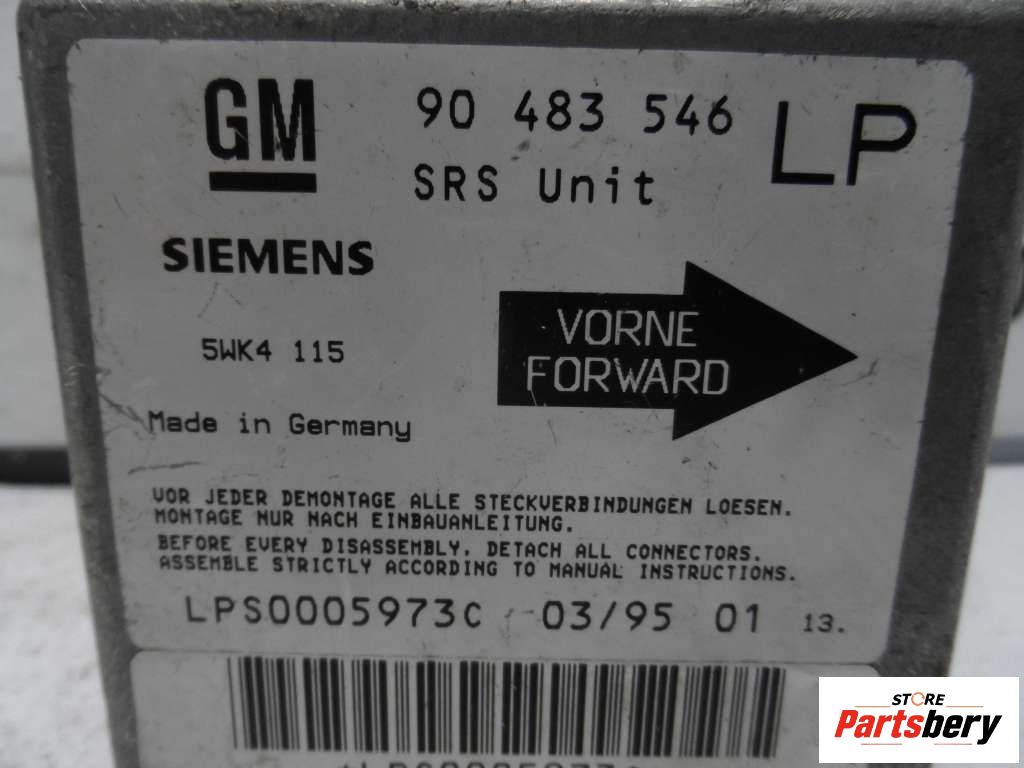 GM 90 483 546 LP
SRS Unit
SIEMENS
5WK4 115
VORNE
FORWARD
Made in Germany
VOR JEDER DEMONTAGE ALLE STECKVERBINDUNGEN LOESEN.
MONTAGE NUR NACH EINBAUANLEITUNG.
BEFORE EVERY DISASSEMBLY, DETACH ALL CONNECTORS.
ASSEMBLE STRICTLY ACCORDING TO MANUAL INSTRUCTIONS.
LPS0005973C 03/95 01 13.
STORE
Partsbery